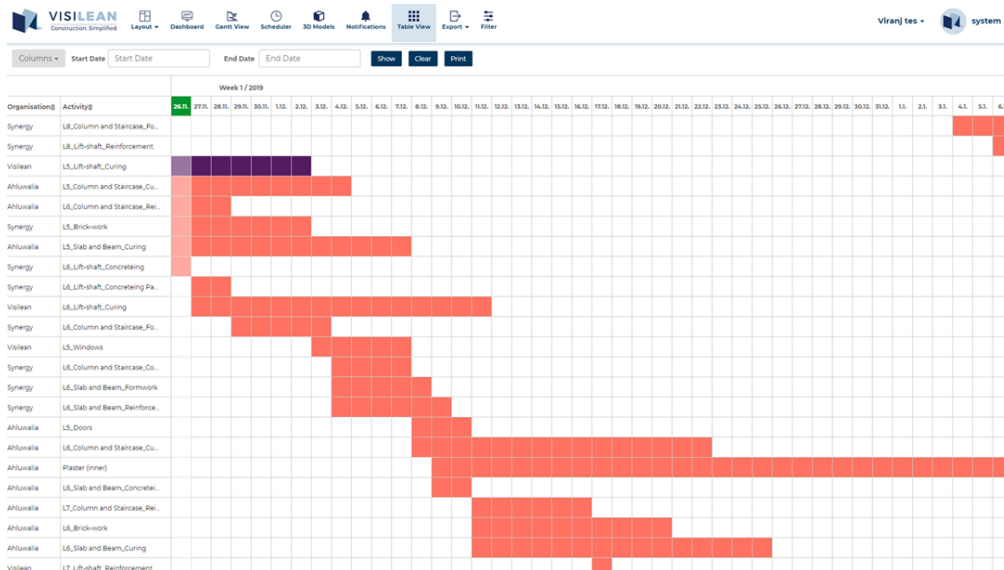 VISILEAN
Construction, Simplified
Layout
Dashboard
Gantt View
Scheduler
3D Models
Notifications
Table View
Export
Filter
Viranj tes
system
Columns
Start Date
Start Date
End Date
End Date
Show
Clear
Print
Week 1 / 2019
Organisation Activity 26.11. 27.11. 28.11. 29.11. 30.11. 1.12. 2.12. 3.12. 4.12. 5.12. 6.12. 7.12. 8.12. 9.12. 10.12. 11.12. 12.12. 13.12. 14.12. 15.12. 16.12. 17.12. 18.12. 19.12. 20.12. 21.12. 22.12. 23.12. 24.12. 25.12. 26.12. 27.12. 28.12. 29.12. 30.12. 31.12. 1.1. 2.1. 3.1. 4.1. 5.1.
Synergy L8_Column and Staircase_Fo...
Synergy L8_Lift-shaft_Reinforcement
Visilean L5_Lift-shaft_Curing
Ahluwalia L5_Column and Staircase_Cu...
Ahluwalia L6_Column and Staircase_Rei...
Synergy L5_Brick-work
Ahluwalia L5_Slab and Beam_Curing
Synergy L6_Lift-shaft_Concreteing
Synergy L6_Lift-shaft_Concreteing Pa...
Visilean L6_Lift-shaft_Curing
Synergy L6_Column and Staircase_Fo...
Visilean L5_Windows
Synergy L6_Column and Staircase_Co...
Synergy L6_Slab and Beam_Formwork
Synergy L6_Slab and Beam_Reinforce...
Ahluwalia L5_Doors
Ahluwalia L6_Column and Staircase_Cu...
Ahluwalia Plaster (inner)
Ahluwalia L6_Slab and Beam_Concretei...
Ahluwalia L7_Column and Staircase_Rei...
Ahluwalia L6_Brick-work
Ahluwalia L6_Slab and Beam_Curing
Visilean L7_Lift-shaft_Reinforcement